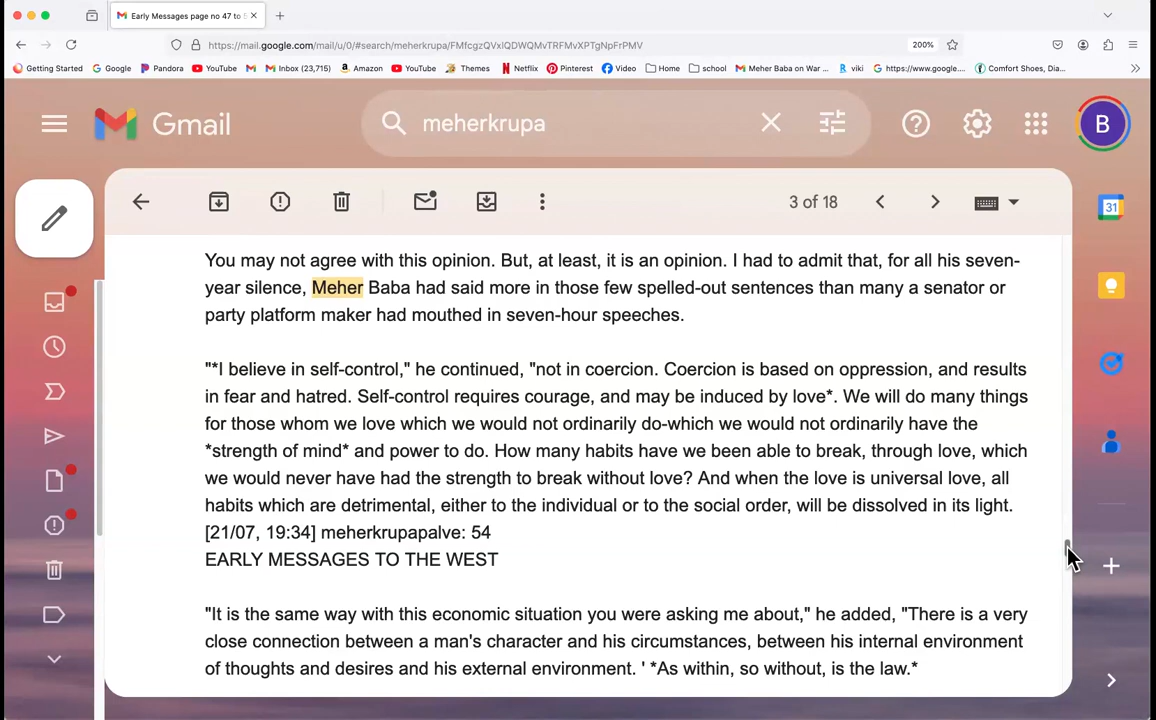 Early Messages page no 47 to 5
https://mail.google.com/mail/u/0/#search/meherkrupa/FMfcgzQVxlQDWQMvTRFMvXPTgNpFrPMV
200%
Getting Started
Google
Pandora
YouTube
Inbox (23,715)
Amazon
YouTube
Themes
Netflix
Pinterest
Video
Home
school
Meher Baba on War ...
viki
https://www.google....
Comfort Shoes, Dia...
Gmail
meherkrupa
B
3 of 18
31
You may not agree with this opinion. But, at least, it is an opinion. I had to admit that, for all his seven-
year silence, Meher Baba had said more in those few spelled-out sentences than many a senator or
party platform maker had mouthed in seven-hour speeches.
"*I believe in self-control," he continued, "not in coercion. Coercion is based on oppression, and results
in fear and hatred. Self-control requires courage, and may be induced by love*. We will do many things
for those whom we love which we would not ordinarily do-which we would not ordinarily have the
*strength of mind* and power to do. How many habits have we been able to break, through love, which
we would never have had the strength to break without love? And when the love is universal love, all
habits which are detrimental, either to the individual or to the social order, will be dissolved in its light.
[21/07, 19:34] meherkrupapalve: 54
EARLY MESSAGES TO THE WEST
"It is the same way with this economic situation you were asking me about," he added, "There is a very
close connection between a man's character and his circumstances, between his internal environment
of thoughts and desires and his external environment. ' *As within, so without, is the law.*